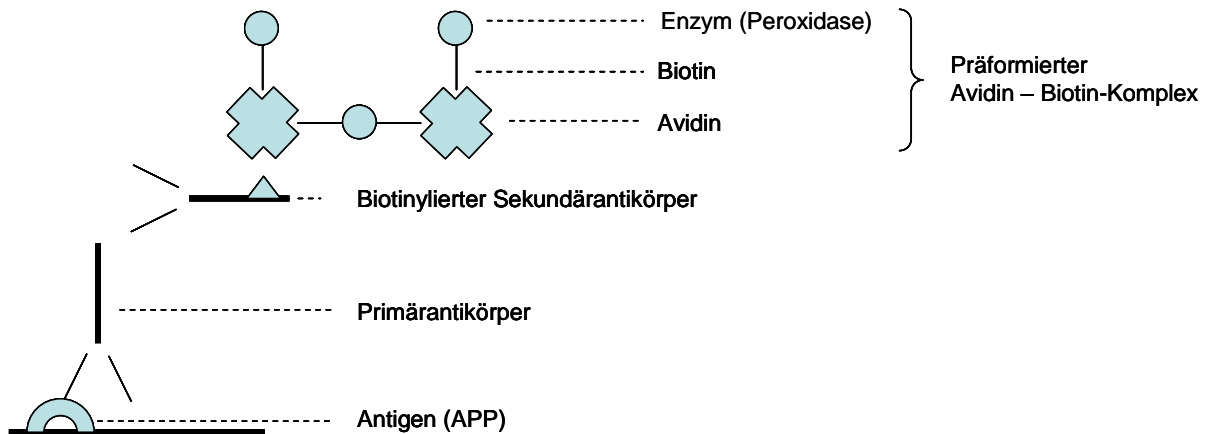 Enzym (Peroxidase)
Biotin
Avidin
Präformierter
Avidin – Biotin-Komplex
Biotinylierter Sekundärantikörper
Primärantikörper
Antigen (APP)